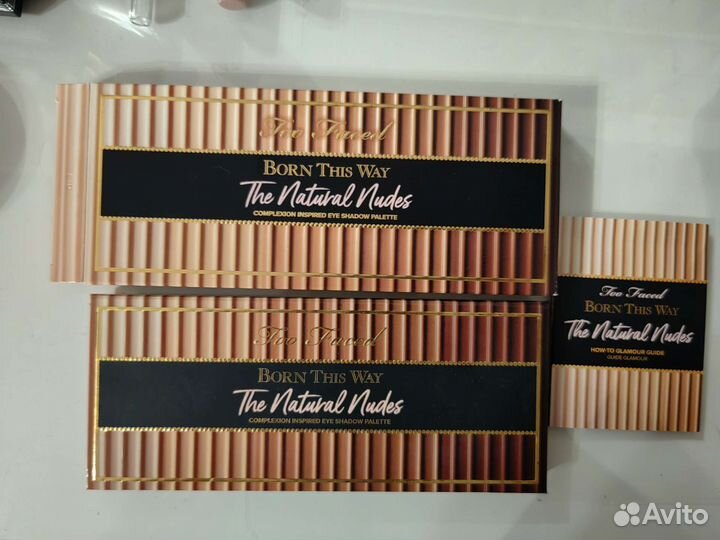 Too Faced
BORN THIS WAY
The Natural Nudes
COMPLEXION INSPIRED EYE SHADOW PALETTE
Too Faced
BORN THIS WAY
The Natural Nudes
COMPLEXION INSPIRED EYE SHADOW PALETTE
Too Faced
BORN THIS WAY
The Natural Nudes
HOW-TO GLAMOUR GUIDE
GUIDE GLAMOUR
Avito